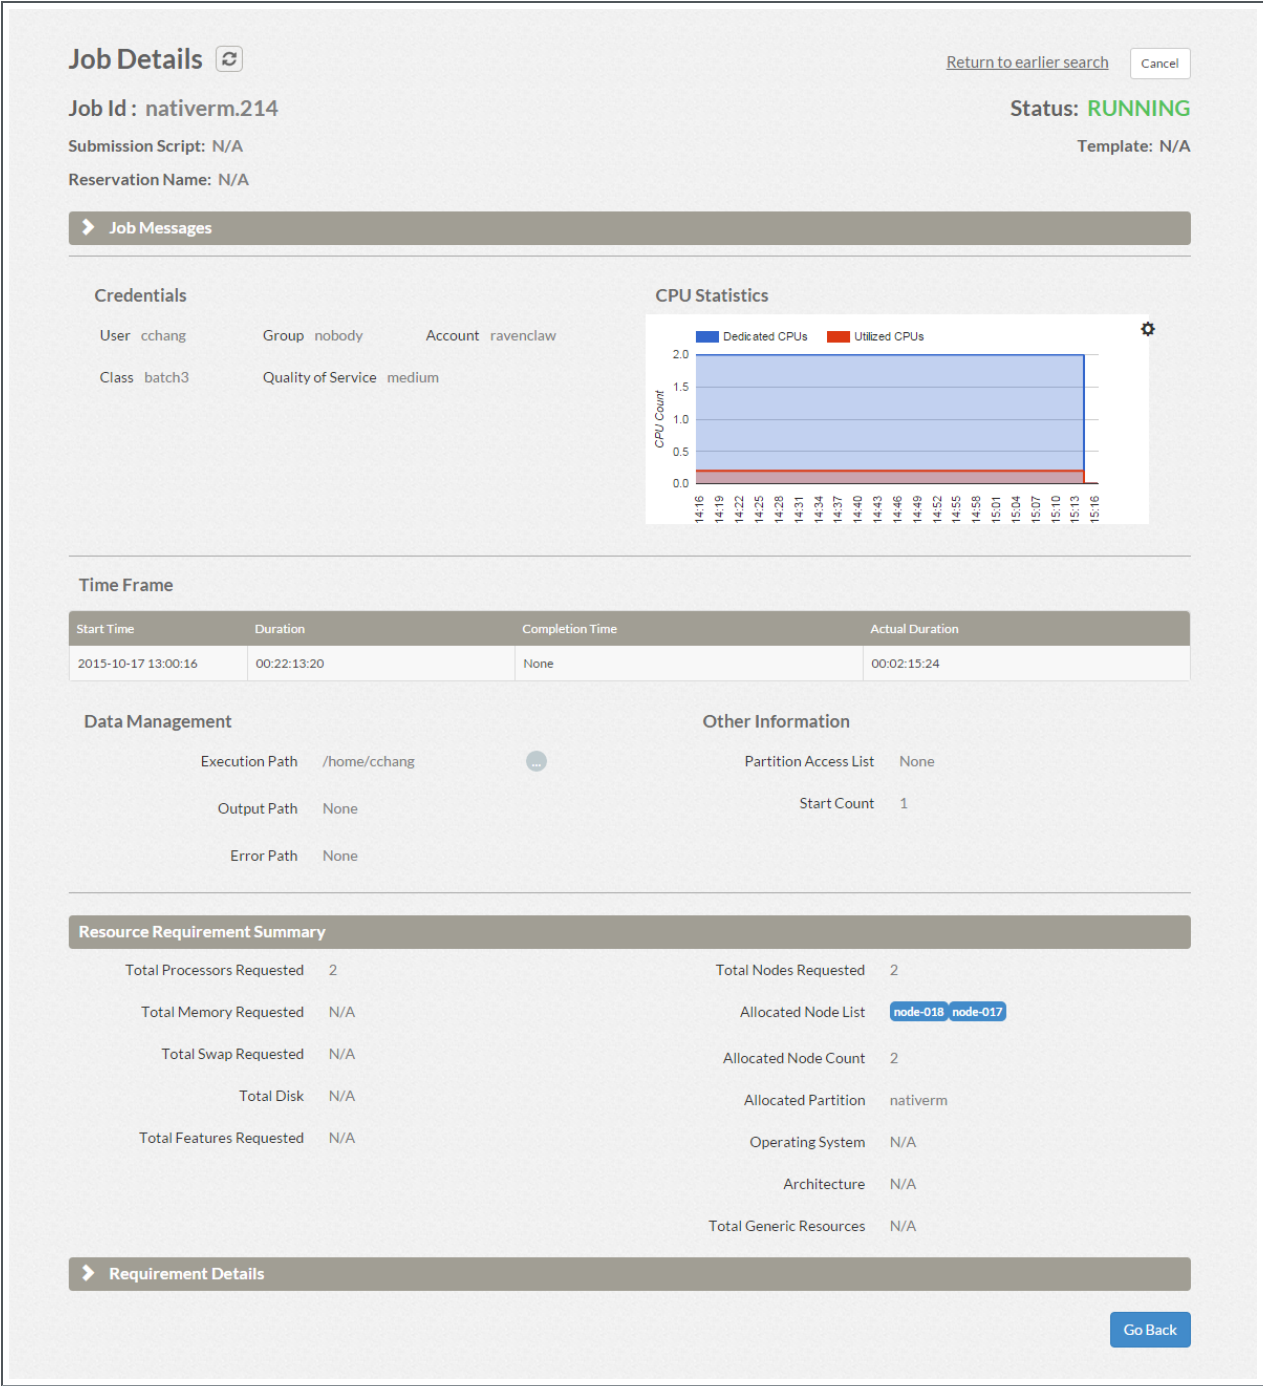 Job Details
Return to earlier search Cancel
Job Id : nativerm.214
Status: RUNNING
Submission Script: N/A
Template: N/A
Reservation Name: N/A
Job Messages
Credentials
User cchang Group nobody Account ravenclaw
Class batch3 Quality of Service medium
CPU Statistics
Dedicated CPUs Utilized CPUs
CPU Count
2.0
1.5
1.0
0.5
0.0
14:16 14:19 14:22 14:25 14:28 14:31 14:34 14:37 14:40 14:43 14:46 14:49 14:52 14:55 14:58 15:01 15:04 15:07 15:10 15:13 15:16
Time Frame
Start Time Duration Completion Time Actual Duration
2015-10-17 13:00:16 00:22:13:20 None 00:02:15:24
Data Management
Execution Path /home/cchang ...
Output Path None
Error Path None
Other Information
Partition Access List None
Start Count 1
Resource Requirement Summary
Total Processors Requested 2
Total Memory Requested N/A
Total Swap Requested N/A
Total Disk N/A
Total Features Requested N/A
Total Nodes Requested 2
Allocated Node List node-018 node-017
Allocated Node Count 2
Allocated Partition nativerm
Operating System N/A
Architecture N/A
Total Generic Resources N/A
Requirement Details
Go Back